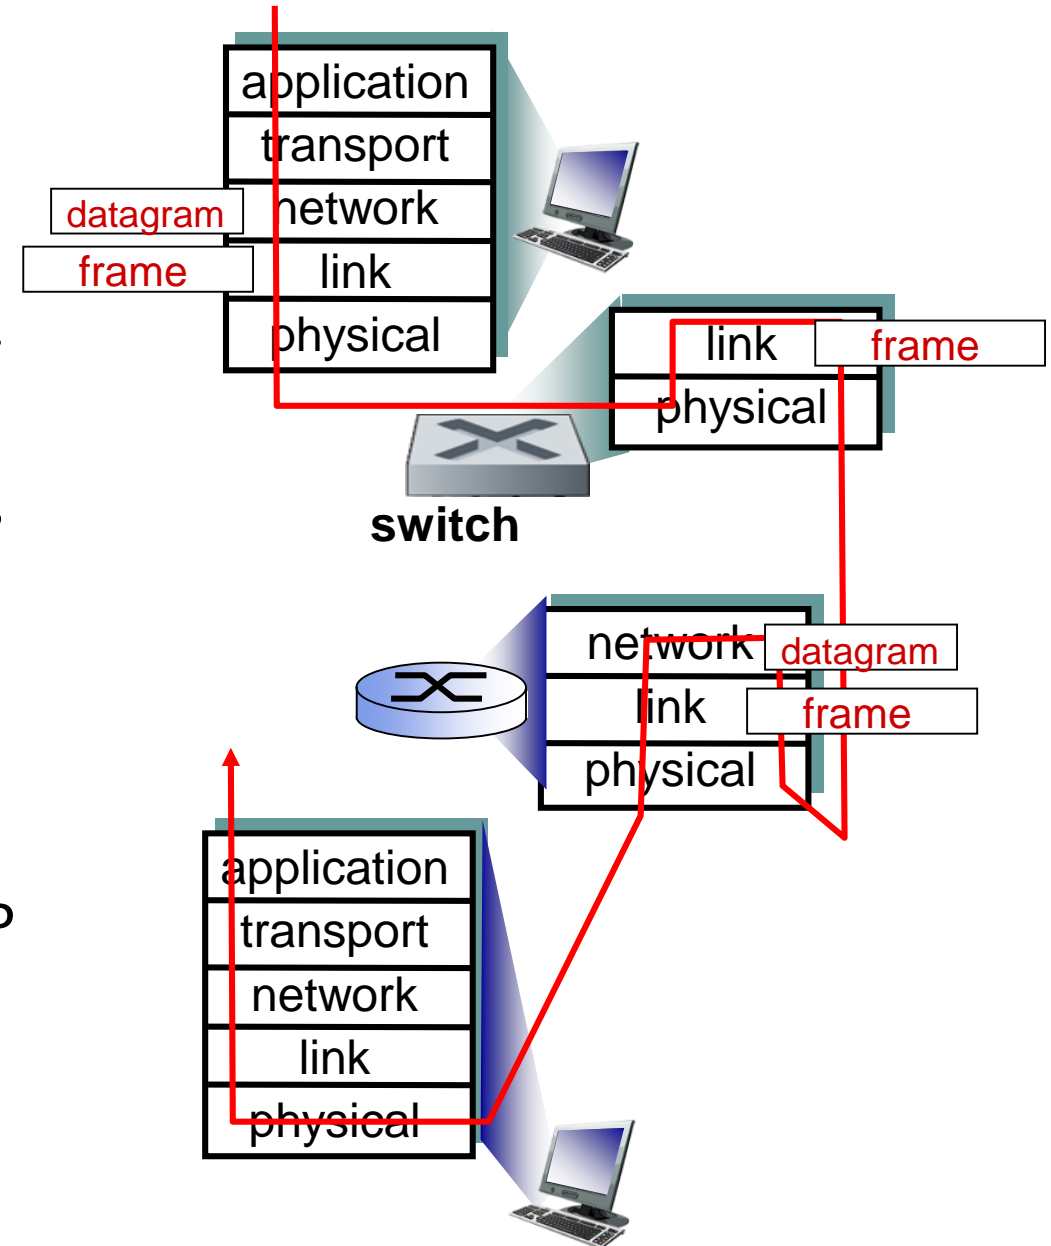 application
transport
datagram network
frame link
physical
link frame
physical
switch
network datagram
link frame
physical
application
transport
network
link
physical